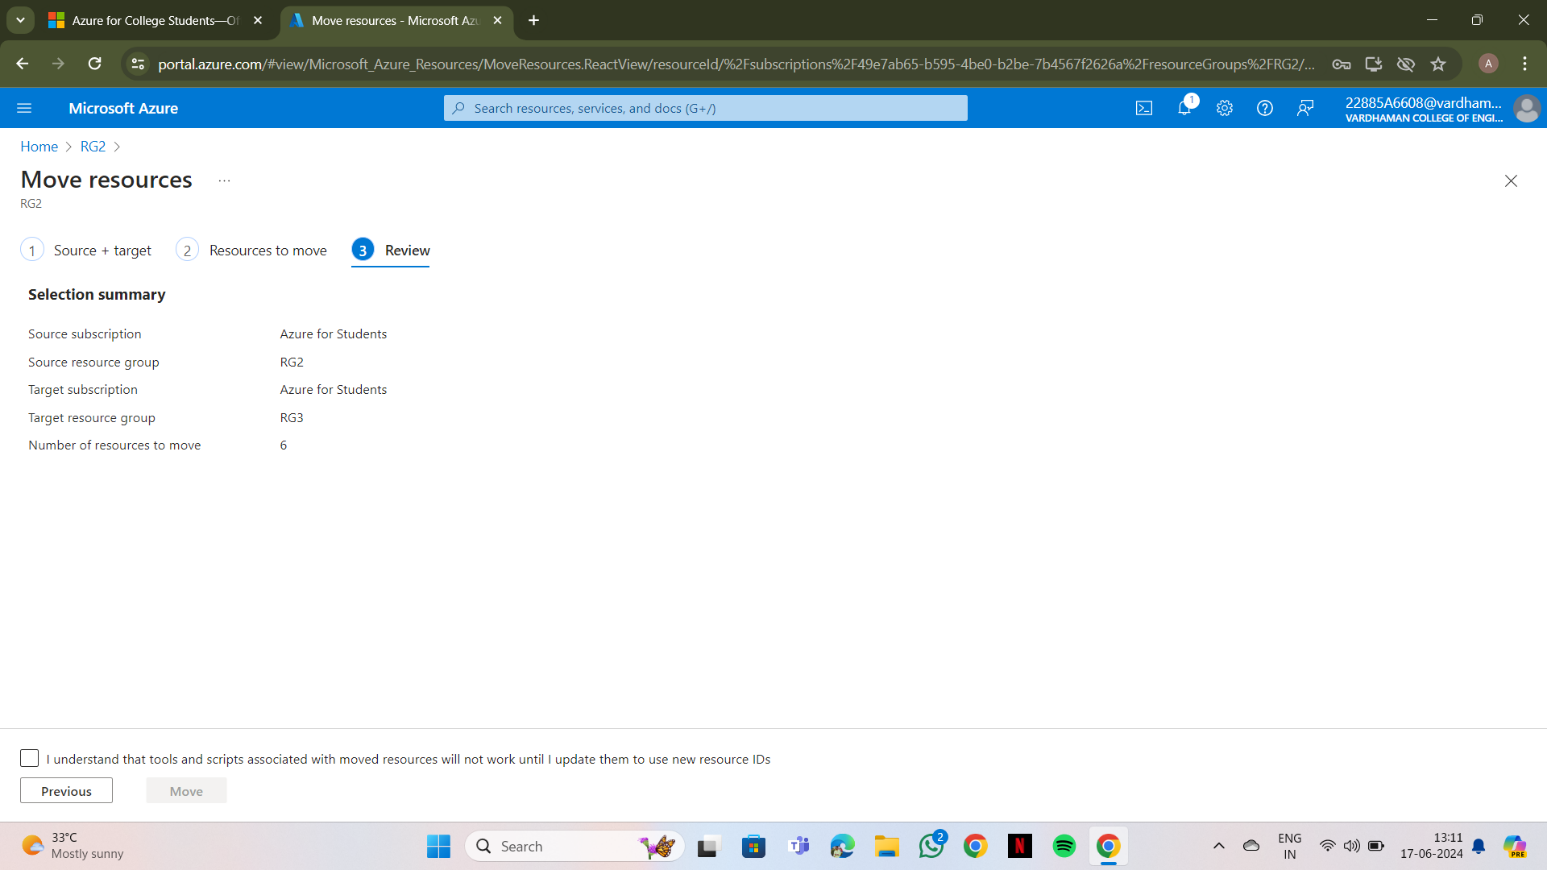 Azure for College Students—Of
Move resources - Microsoft Azu
portal.azure.com/#view/Microsoft_Azure_Resources/MoveResources.ReactView/resourceId/%2Fsubscriptions%2F49e7ab65-b595-4be0-b2be-7b4567f2626a%2FresourceGroups%2FRG2/...
A
Microsoft Azure
Search resources, services, and docs (G+/)
1
22885A6608@vardham...
VARDHAMAN COLLEGE OF ENGI...
Home > RG2 >
Move resources ...
RG2
1 Source + target 2 Resources to move 3 Review
Selection summary
Source subscription Azure for Students
Source resource group RG2
Target subscription Azure for Students
Target resource group RG3
Number of resources to move 6
I understand that tools and scripts associated with moved resources will not work until I update them to use new resource IDs
Previous Move
33°C
Mostly sunny
Search
2
ENG
IN
13:11
17-06-2024
PRE